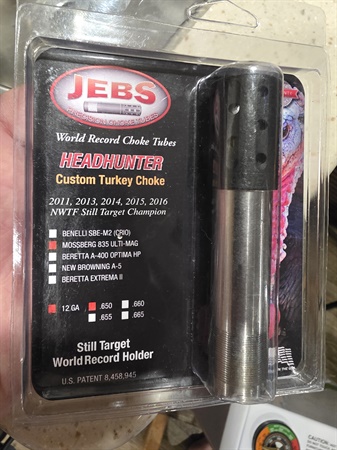 JEBS
World Record Choke Tubes
HEADHUNTER
Custom Turkey Choke
2011, 2013, 2014, 2015, 2016
NWTF Still Target Champion
BENELLI SBE-M2 (CRIO)
MOSSBERG 835 ULTI-MAG
BERETTA A-400 OPTIMA HP
NEW BROWNING A-5
BERETTA EXTREMA II
12 GA .650 .660
.655 .665
Still Target
World Record Holder
U.S. PATENT 8,458,945